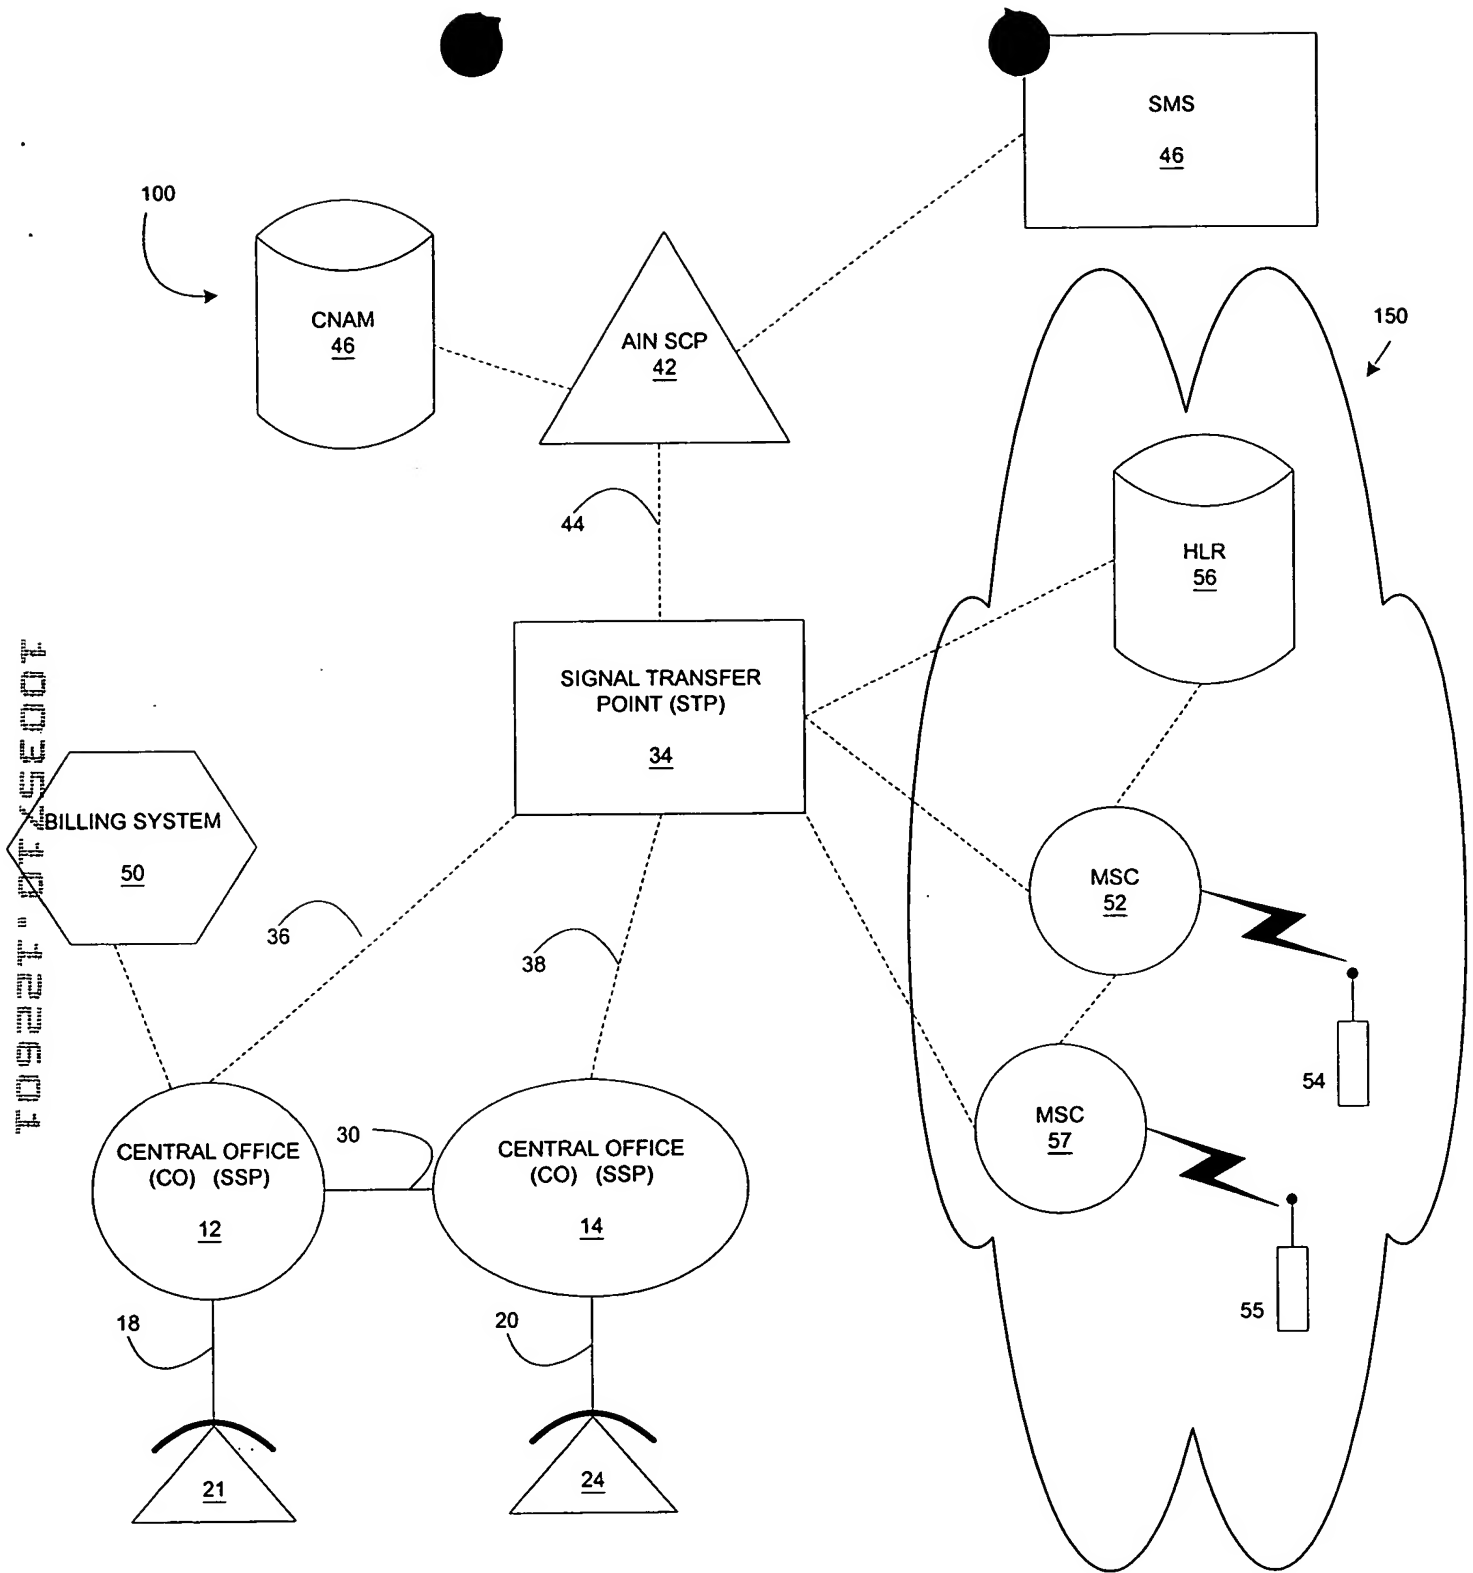 SMS
46
100
CNAM
46
AIN SCP
42
150
44
HLR
56
SIGNAL TRANSFER
POINT (STP)
34
BILLING SYSTEM
50
MSC
52
36
38
54
MSC
57
30
CENTRAL OFFICE
(CO) (SSP)
12
CENTRAL OFFICE
(CO) (SSP)
14
55
18
20
21
24